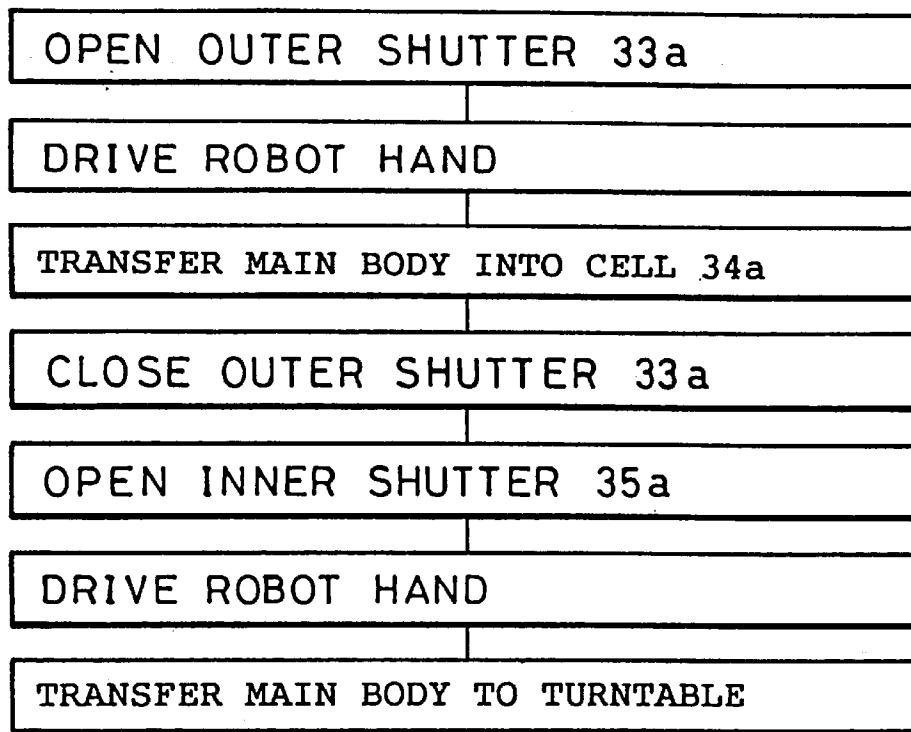 OPEN OUTER SHUTTER 33a
DRIVE ROBOT HAND
TRANSFER MAIN BODY INTO CELL 34a
CLOSE OUTER SHUTTER 33a
OPEN INNER SHUTTER 35a
DRIVE ROBOT HAND
TRANSFER MAIN BODY TO TURNTABLE